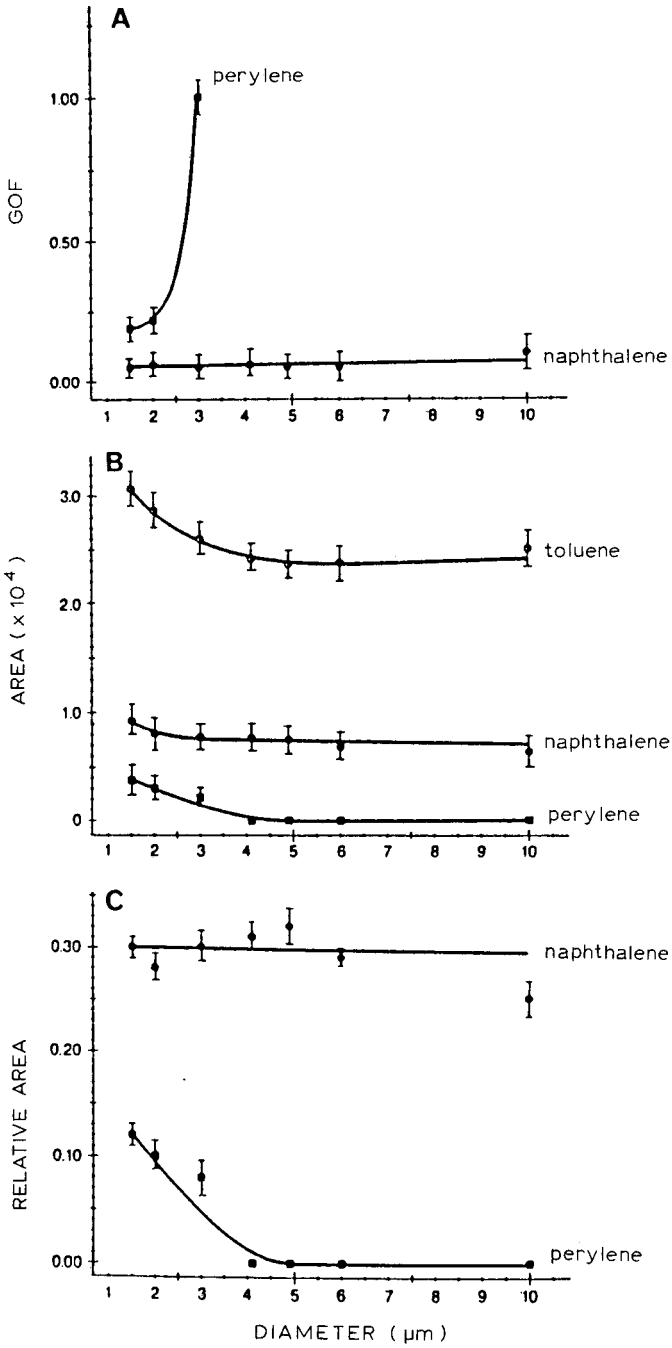 A
perylene
1.00
GOF
0.50
naphthalene
0.00
1 2 3 4 5 6 7 8 9 10
B
3.0
toluene
2.0
AREA (x 10⁻⁴)
1.0
naphthalene
perylene
0
1 2 3 4 5 6 7 8 9 10
C
0.30
naphthalene
0.20
RELATIVE AREA
0.10
0.00
perylene
1 2 3 4 5 6 7 8 9 10
DIAMETER (µm)